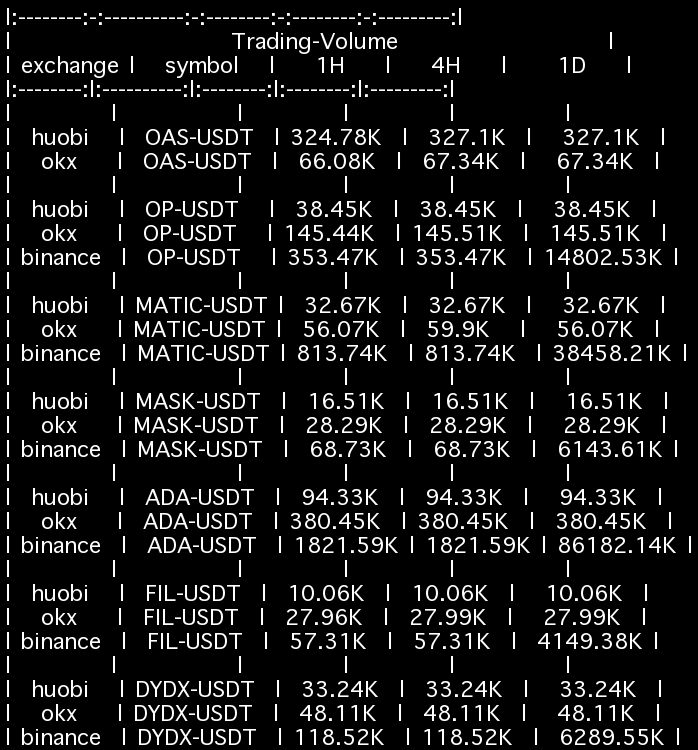 |:--------:-:----------:-:--------:-:--------:-:---------:|
| Trading-Volume |
| exchange | symbol | 1H | 4H | 1D |
|:--------:|:----------:|:--------:|:--------:|:---------:|
| | | | | |
| huobi | OAS-USDT | 324.78K | 327.1K | 327.1K |
| okx | OAS-USDT | 66.08K | 67.34K | 67.34K |
| | | | | |
| huobi | OP-USDT | 38.45K | 38.45K | 38.45K |
| okx | OP-USDT | 145.44K | 145.51K | 145.51K |
| binance | OP-USDT | 353.47K | 353.47K | 14802.53K |
| | | | | |
| huobi | MATIC-USDT | 32.67K | 32.67K | 32.67K |
| okx | MATIC-USDT | 56.07K | 59.9K | 56.07K |
| binance | MATIC-USDT | 813.74K | 813.74K | 38458.21K |
| | | | | |
| huobi | MASK-USDT | 16.51K | 16.51K | 16.51K |
| okx | MASK-USDT | 28.29K | 28.29K | 28.29K |
| binance | MASK-USDT | 68.73K | 68.73K | 6143.61K |
| | | | | |
| huobi | ADA-USDT | 94.33K | 94.33K | 94.33K |
| okx | ADA-USDT | 380.45K | 380.45K | 380.45K |
| binance | ADA-USDT | 1821.59K | 1821.59K | 86182.14K |
| | | | | |
| huobi | FIL-USDT | 10.06K | 10.06K | 10.06K |
| okx | FIL-USDT | 27.96K | 27.99K | 27.99K |
| binance | FIL-USDT | 57.31K | 57.31K | 4149.38K |
| | | | | |
| huobi | DYDX-USDT | 33.24K | 33.24K | 33.24K |
| okx | DYDX-USDT | 48.11K | 48.11K | 48.11K |
| binance | DYDX-USDT | 118.52K | 118.52K | 6289.55K |